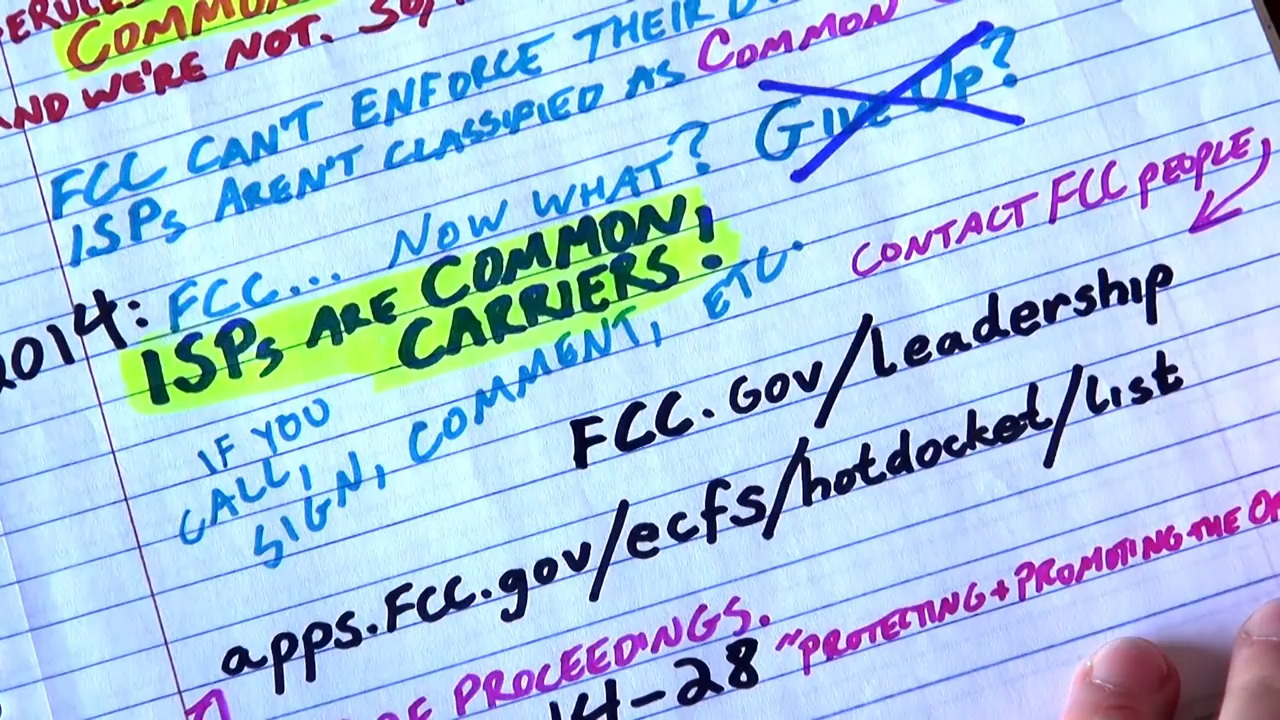 COMMON
AND WE'RE NOT. SO,
FCC CAN'T ENFORCE THEIR
ISPs AREN'T CLASSIFIED AS COMMON
2014: FCC... NOW WHAT? GIVE UP?
ISPs ARE COMMON
CARRIERS!
IF YOU
CALL,
SIGN, COMMENT, ETC.
CONTACT FCC PEOPLE,
FCC.GOV/leadership
apps.FCC.gov/ecfs/hotdocket/list
OF PROCEEDINGS.
14-28 "PROTECTING + PROMOTING THE